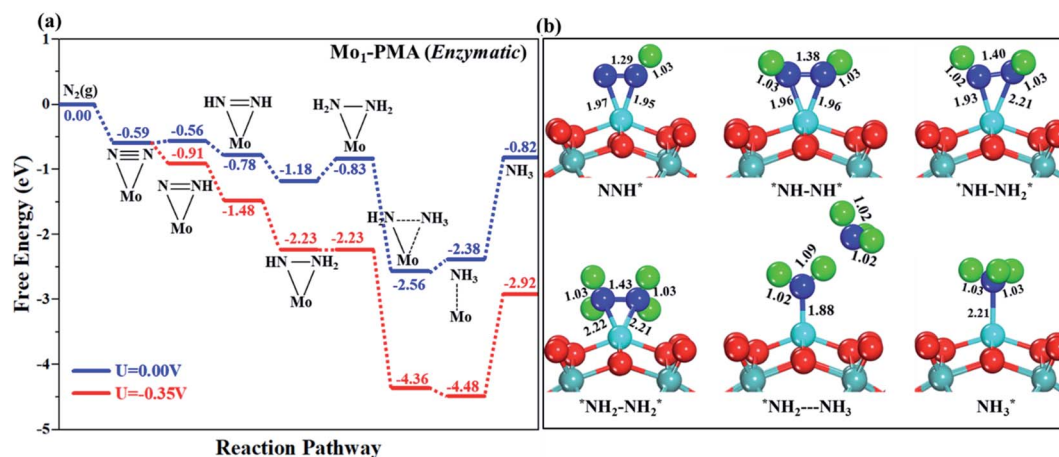 (a)
Mo₁-PMA (Enzymatic)
Free Energy (eV)
1
0
-1
-2
-3
-4
-5
N₂(g)
0.00
-0.59
-0.56
-0.91
-0.78
-1.48
-1.18
-2.23
-0.83
-2.23
-2.56
-4.36
-2.38
-4.48
-0.82
-2.92
N≡N
Mo
N=NH
Mo
HN=NH
Mo
HN-NH₂
Mo
H₂N-NH₂
Mo
H₂N---NH₃
Mo
NH₃
Mo
NH₃
U=0.00V
U=-0.35V
Reaction Pathway
(b)
1.29
1.03
1.97
1.95
NNH*
1.38
1.03
1.03
1.96
1.96
*NH-NH*
1.40
1.02
1.03
1.93
2.21
*NH-NH₂*
1.43
1.03
1.03
2.22
2.21
*NH₂-NH₂*
1.02
1.02
1.09
1.02
1.88
*NH₂---NH₃
1.03
1.03
2.21
NH₃*